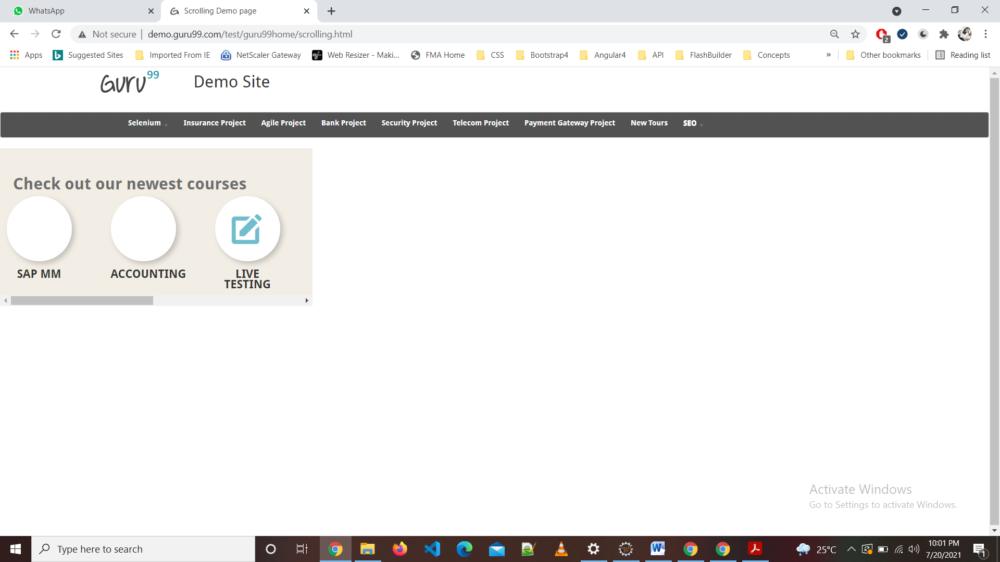 WhatsApp
Scrolling Demo page
Not secure
demo.guru99.com/test/guru99home/scrolling.html
2
Apps
Suggested Sites
Imported From IE
NetScaler Gateway
Web Resizer - Maki...
FMA Home
CSS
Bootstrap4
Angular4
API
FlashBuilder
Concepts
»
Other bookmarks
Reading list
Guru99
Demo Site
Selenium
Insurance Project
Agile Project
Bank Project
Security Project
Telecom Project
Payment Gateway Project
New Tours
SEO
Check out our newest courses
SAP MM
ACCOUNTING
LIVE
TESTING
Activate Windows
Go to Settings to activate Windows.
Type here to search
25°C
10:01 PM
7/20/2021
1